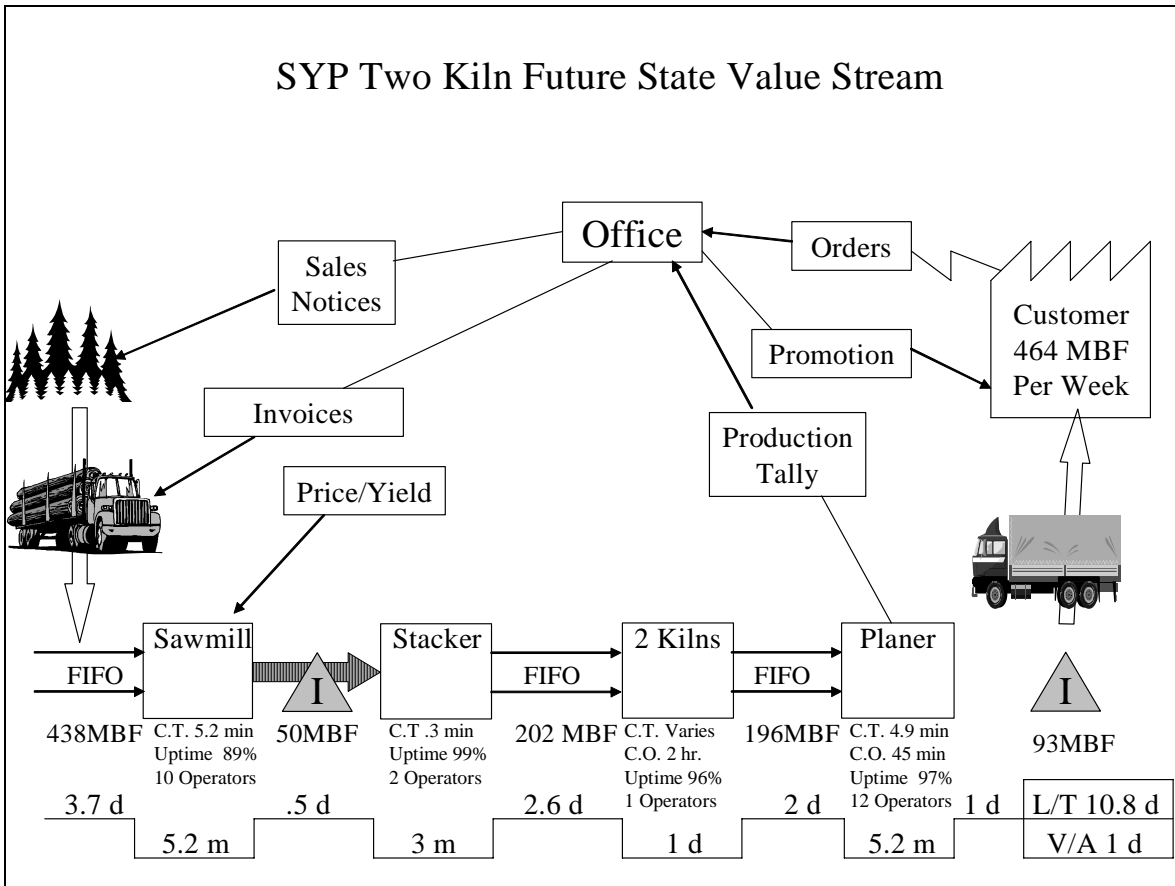 SYP Two Kiln Future State Value Stream
Office
Orders
Sales
Notices
Customer
464 MBF
Per Week
Promotion
Invoices
Production
Tally
Price/Yield
Sawmill
Stacker
2 Kilns
Planer
FIFO
I
FIFO
FIFO
I
438MBF
C.T. 5.2 min
Uptime 89%
10 Operators
50MBF
C.T .3 min
Uptime 99%
2 Operators
202 MBF
C.T. Varies
C.O. 2 hr.
Uptime 96%
1 Operators
196MBF
C.T. 4.9 min
C.O. 45 min
Uptime 97%
12 Operators
93MBF
3.7 d
.5 d
2.6 d
2 d
1 d
L/T 10.8 d
5.2 m
3 m
1 d
5.2 m
V/A 1 d